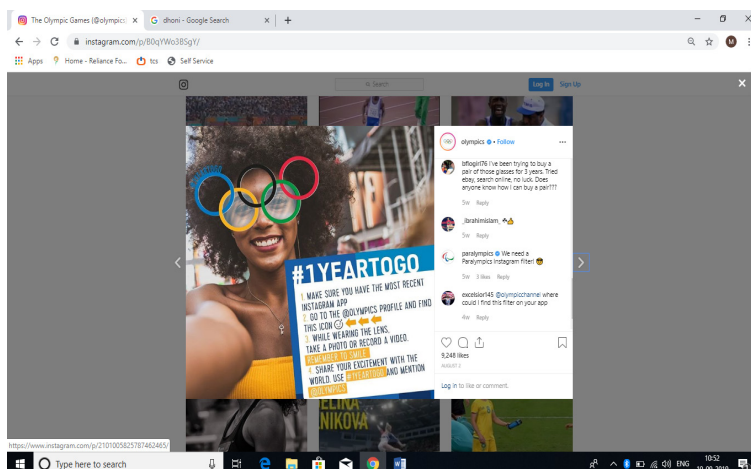 The Olympic Games (@olympics
dhoni - Google Search
instagram.com/p/B0qYWo3BSgY/
M
Apps
Home - Reliance Fo...
tcs
Self Service
Search
Log In
Sign Up
olympics • Follow
bflogirl76 I've been trying to buy a
pair of those glasses for 3 years. Tried
ebay, search online, no luck. Does
anyone know how I can buy a pair???
5w Reply
_ibrahimislam_
5w Reply
paralympics We need a
Paralympics Instagram filter!
5w 3 likes Reply
excelsior145 @olympicchannel where
could I find this filter on your app
4w Reply
9,248 likes
AUGUST 2
Log in to like or comment.
#1YEARTOGO
1. MAKE SURE YOU HAVE THE MOST RECENT
INSTAGRAM APP
2. GO TO THE @OLYMPICS PROFILE AND FIND
THIS ICON
3. WHILE WEARING THE LENS,
TAKE A PHOTO OR RECORD A VIDEO.
REMEMBER TO SMILE
4. SHARE YOUR EXCITEMENT WITH THE
WORLD. USE #1YEARTOGO AND MENTION
@OLYMPICS
NIKOVA
https://www.instagram.com/p/2101005825787462465/
Type here to search
ENG
10:52
10-09-2019